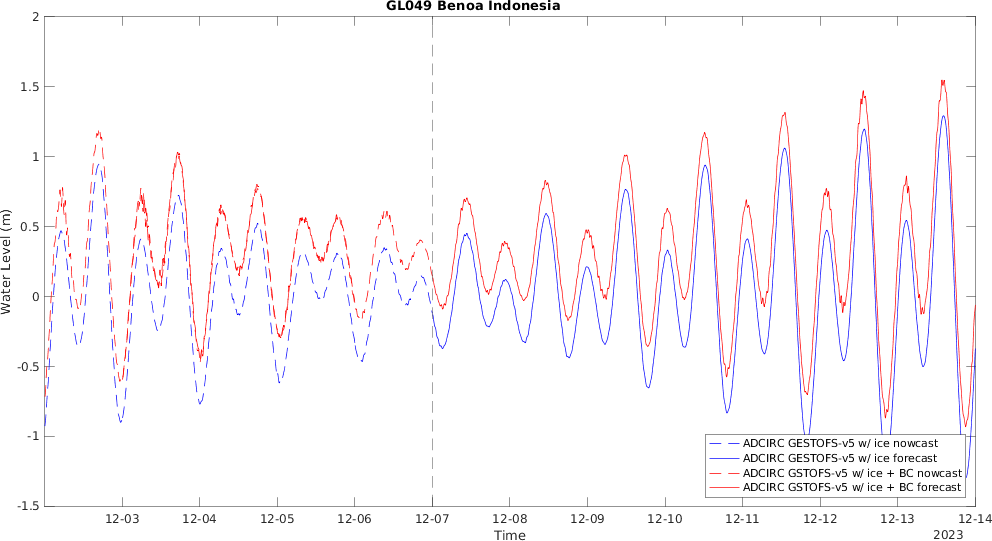 GL049 Benoa Indonesia
2
1.5
1
0.5
0
-0.5
-1
-1.5
Water Level (m)
ADCIRC GESTOFS-v5 w/ ice nowcast
ADCIRC GESTOFS-v5 w/ ice forecast
ADCIRC GSTOFS-v5 w/ ice + BC nowcast
ADCIRC GSTOFS-v5 w/ ice + BC forecast
12-03 12-04 12-05 12-06 12-07 12-08 12-09 12-10 12-11 12-12 12-13 12-14
Time
2023